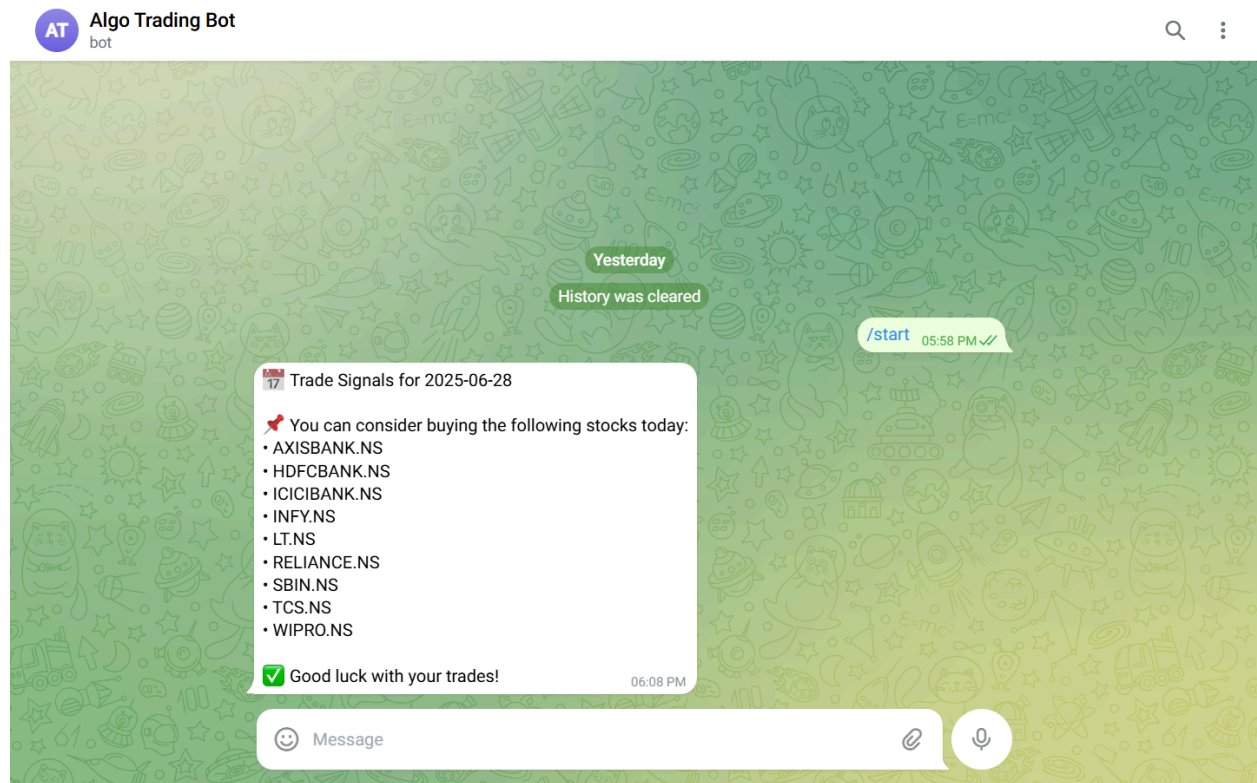 AT
Algo Trading Bot
bot
Yesterday
History was cleared
/start 05:58 PM
17 Trade Signals for 2025-06-28
You can consider buying the following stocks today:
• AXISBANK.NS
• HDFCBANK.NS
• ICICIBANK.NS
• INFY.NS
• LT.NS
• RELIANCE.NS
• SBIN.NS
• TCS.NS
• WIPRO.NS
Good luck with your trades! 06:08 PM
Message